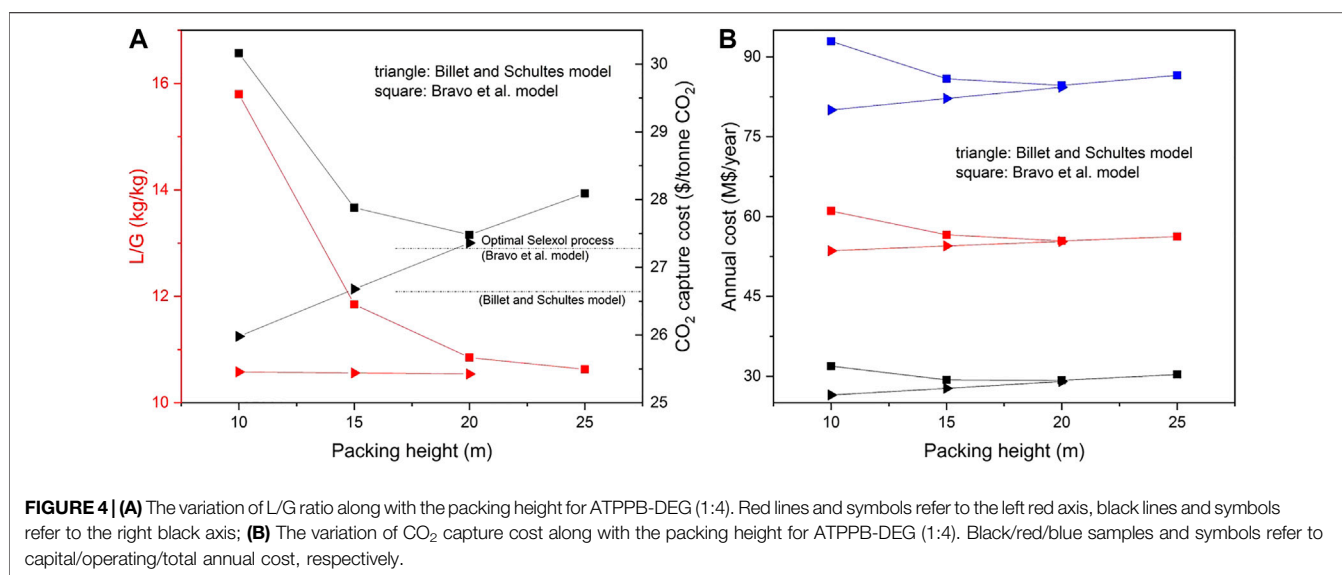 A
triangle: Billet and Schultes model
square: Bravo et al. model
Optimal Selexol process
(Bravo et al. model)
(Billet and Schultes model)
L/G (kg/kg)
16
14
12
10
CO₂ capture cost ($/tonne CO₂)
30
29
28
27
26
25
10 15 20 25
Packing height (m)
B
triangle: Billet and Schultes model
square: Bravo et al. model
Annual cost (M$/year)
90
75
60
45
30
10 15 20 25
Packing height (m)
FIGURE 4 | (A) The variation of L/G ratio along with the packing height for ATPPB-DEG (1:4). Red lines and symbols refer to the left red axis, black lines and symbols
refer to the right black axis; (B) The variation of CO₂ capture cost along with the packing height for ATPPB-DEG (1:4). Black/red/blue samples and symbols refer to
capital/operating/total annual cost, respectively.